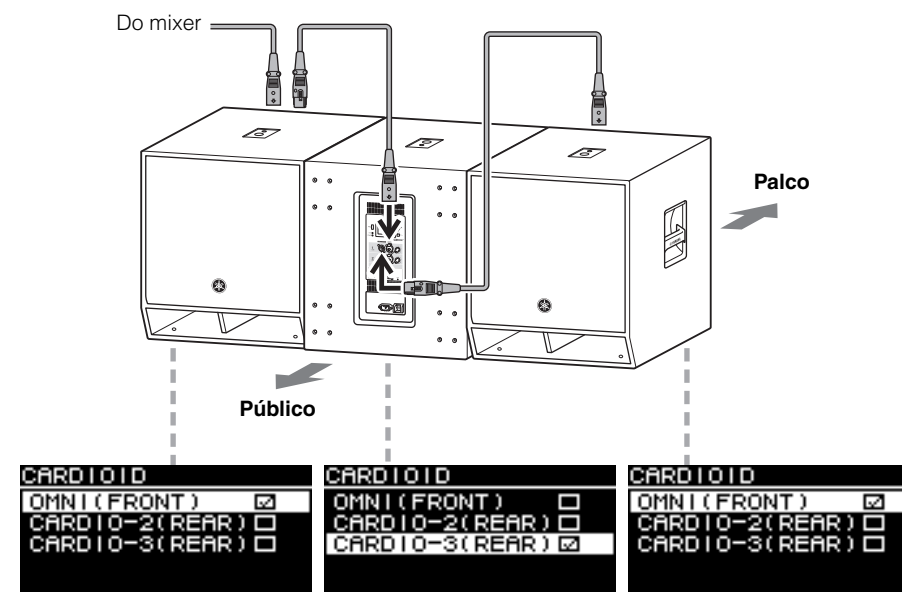 Do mixer
Palco
Público
CARDIOID
OMNI(FRONT)
CARDIO-2(REAR)
CARDIO-3(REAR)
CARDIOID
OMNI(FRONT)
CARDIO-2(REAR)
CARDIO-3(REAR)
CARDIOID
OMNI(FRONT)
CARDIO-2(REAR)
CARDIO-3(REAR)